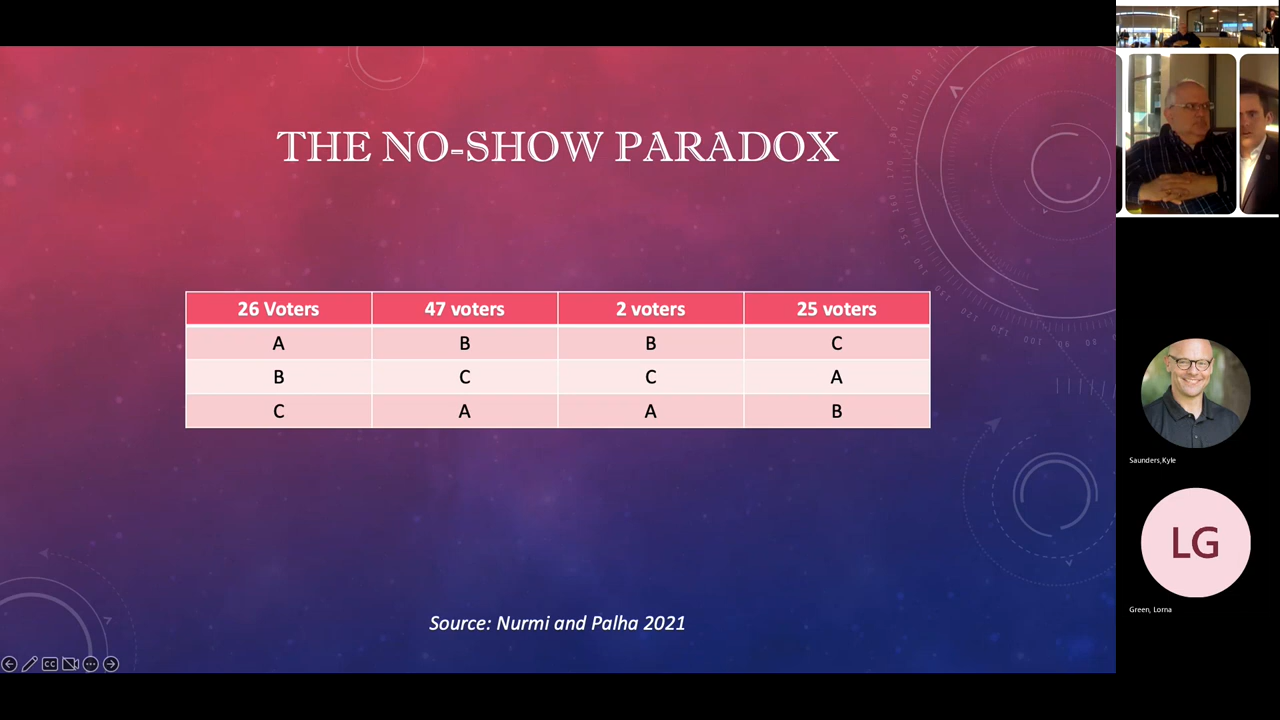 THE NO-SHOW PARADOX
26 Voters 47 voters 2 voters 25 voters
A B B C
B C C A
C A A B
Source: Nurmi and Palha 2021
CC
Saunders,Kyle
LG
Green, Lorna